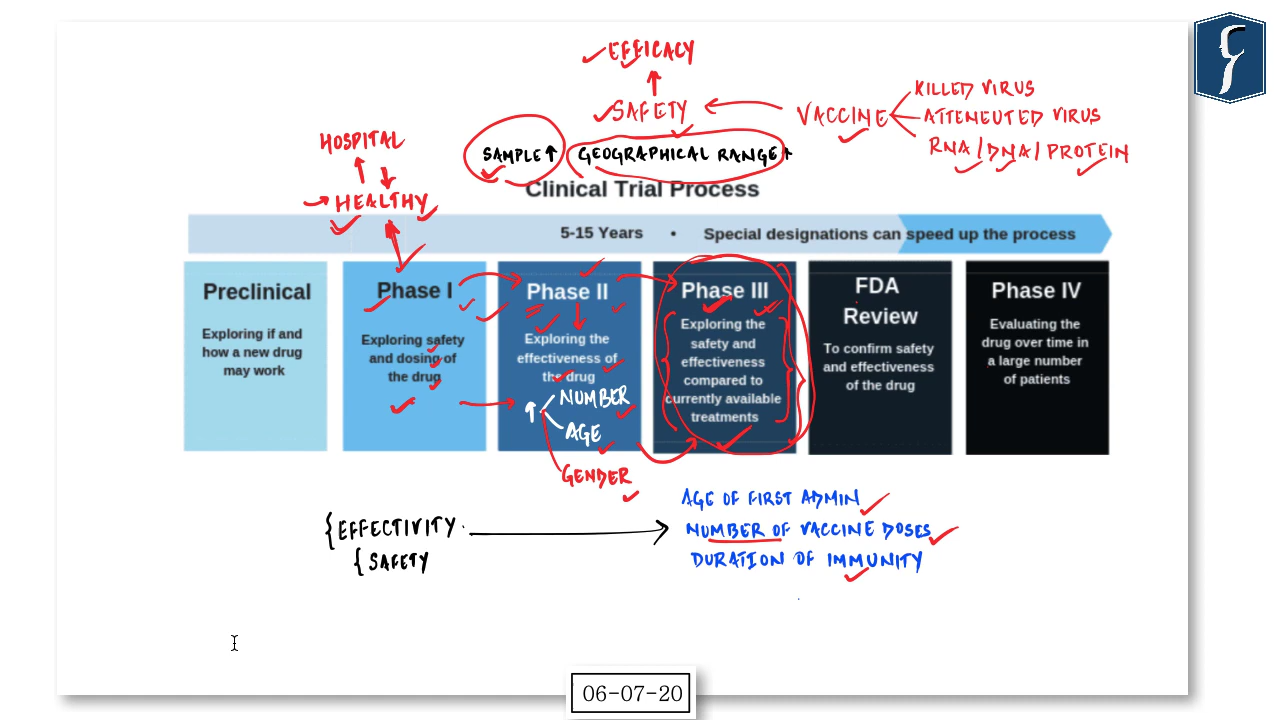 EFFICACY
SAFETY
VACCINE
KILLED VIRUS
ATTENEUTED VIRUS
RNA/DNA/PROTEIN
HOSPITAL
HEALTHY
SAMPLE↑
GEOGRAPHICAL RANGE↑
Clinical Trial Process
5-15 Years • Special designations can speed up the process
Preclinical
Exploring if and
how a new drug
may work
Phase I
Exploring safety
and dosing of
the drug
Phase II
Exploring the
effectiveness of
the drug
↑ NUMBER
AGE
GENDER
Phase III
Exploring the
safety and
effectiveness
compared to
currently available
treatments
FDA
Review
To confirm safety
and effectiveness
of the drug
Phase IV
Evaluating the
drug over time in
a large number
of patients
{EFFECTIVITY
{SAFETY
AGE OF FIRST ADMIN
NUMBER OF VACCINE DOSES
DURATION OF IMMUNITY
06-07-20